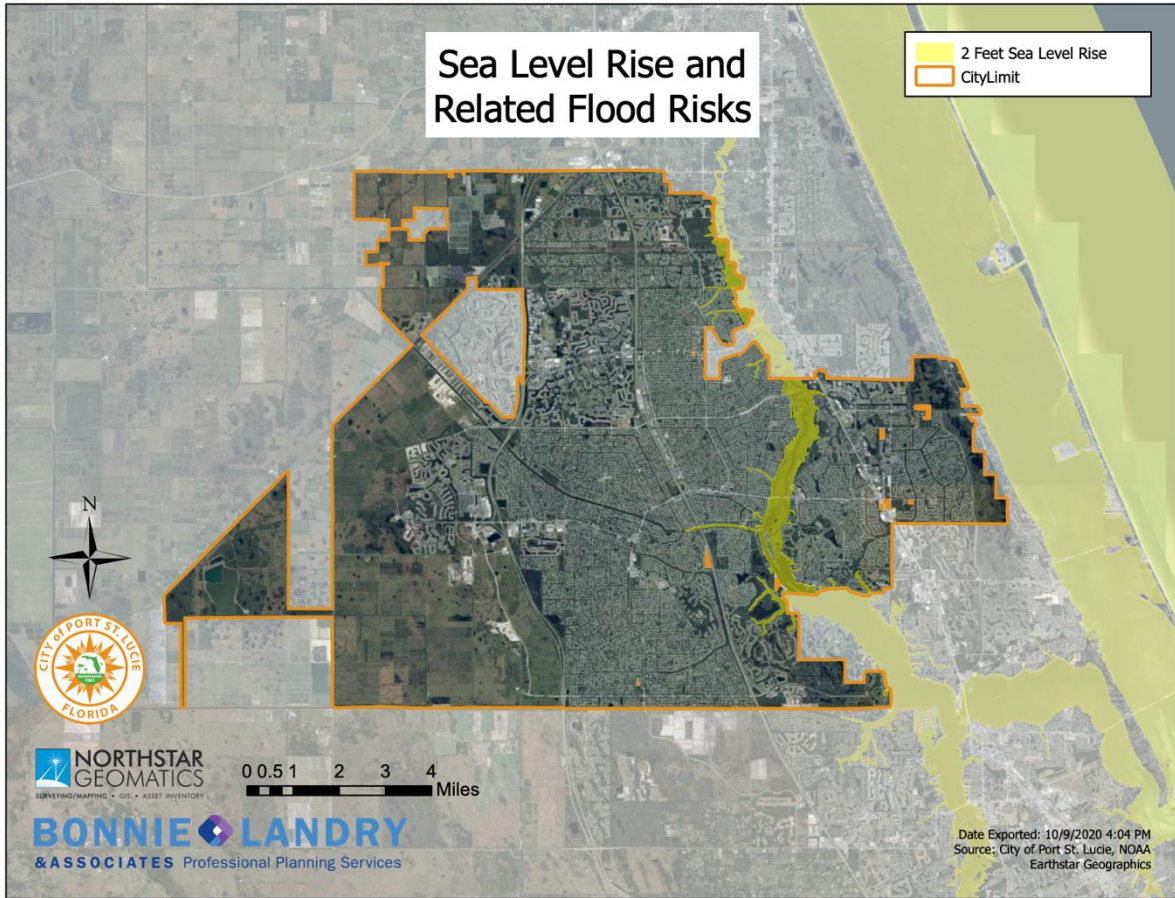 Sea Level Rise and
Related Flood Risks
2 Feet Sea Level Rise
CityLimit
N
CITY of PORT ST. LUCIE
FLORIDA
NORTHSTAR
GEOMATICS
SURVEYING/MAPPING • GIS • ASSET INVENTORY
0 0.5 1 2 3 4
Miles
BONNIE LANDRY
& ASSOCIATES Professional Planning Services
Date Exported: 10/9/2020 4:04 PM
Source: City of Port St. Lucie, NOAA
Earthstar Geographics